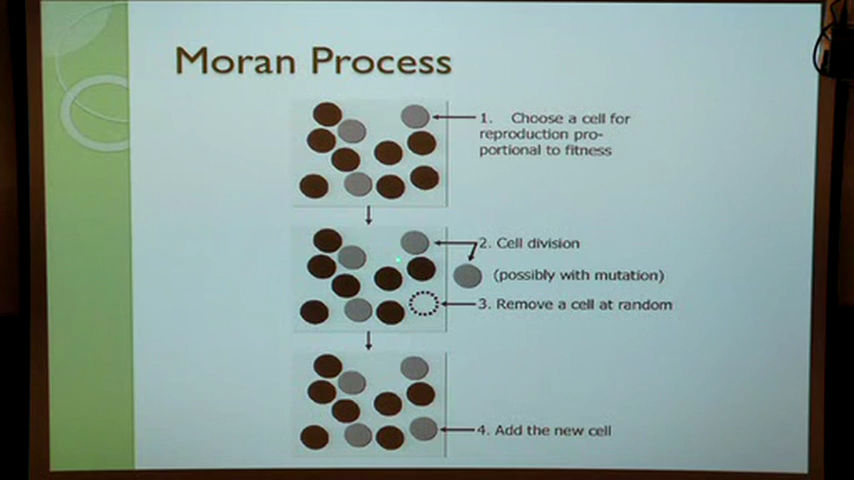 Moran Process
1. Choose a cell for
reproduction pro-
portional to fitness
2. Cell division
(possibly with mutation)
3. Remove a cell at random
4. Add the new cell